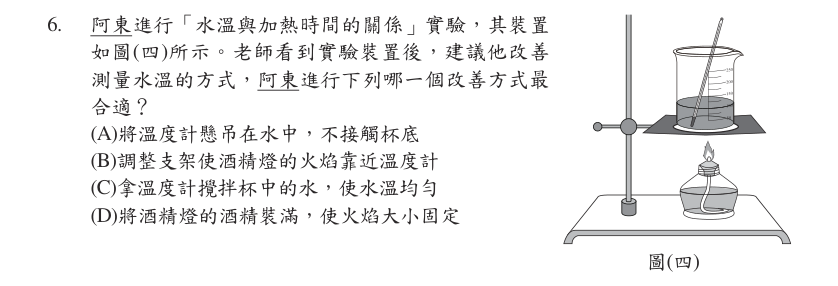 6. 阿東進行「水溫與加熱時間的關係」實驗，其裝置
如圖(四)所示。老師看到實驗裝置後，建議他改善
測量水溫的方式，阿東進行下列哪一個改善方式最
合適？
(A)將溫度計懸吊在水中，不接觸杯底
(B)調整支架使酒精燈的火焰靠近溫度計
(C)拿溫度計攪拌杯中的水，使水溫均勻
(D)將酒精燈的酒精裝滿，使火焰大小固定
圖(四)